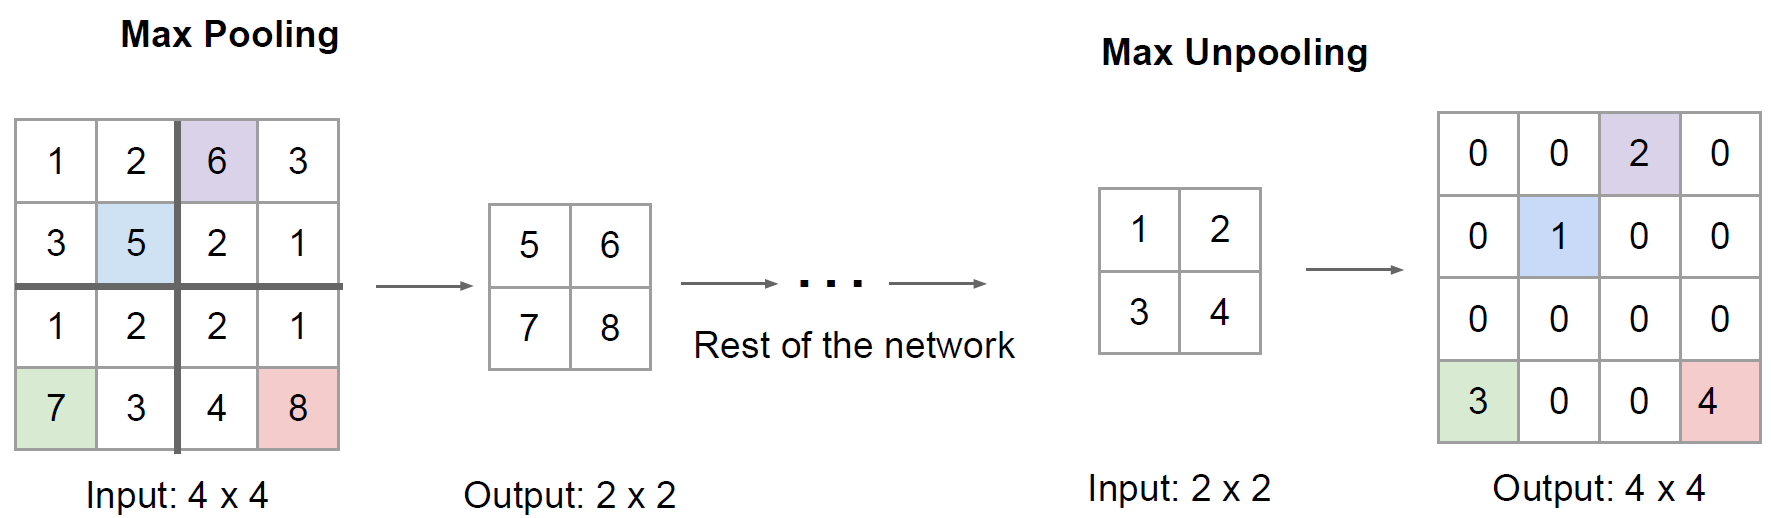 Max Pooling
1 2 6 3
3 5 2 1
1 2 2 1
7 3 4 8
Input: 4 x 4
5 6
7 8
Output: 2 x 2
...
Rest of the network
Max Unpooling
1 2
3 4
Input: 2 x 2
0 0 2 0
0 1 0 0
0 0 0 0
3 0 0 4
Output: 4 x 4